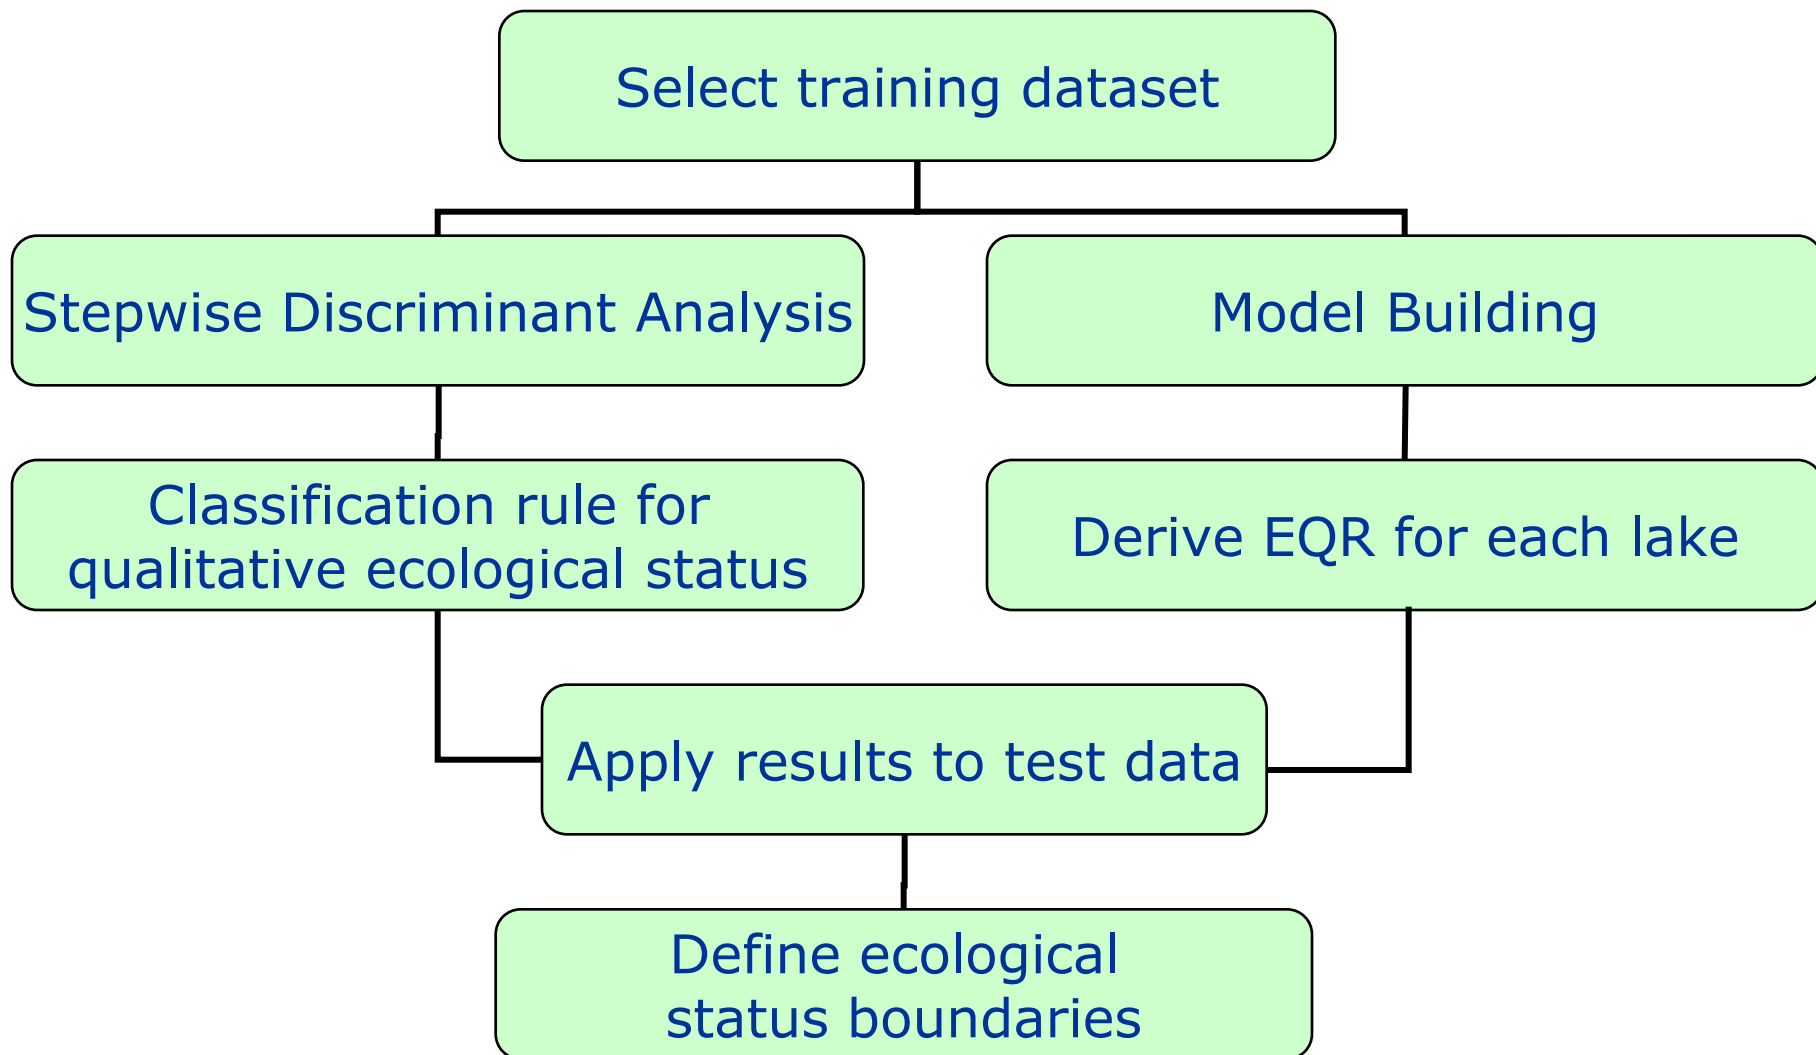 Select training dataset
Stepwise Discriminant Analysis
Model Building
Classification rule for
qualitative ecological status
Derive EQR for each lake
Apply results to test data
Define ecological
status boundaries